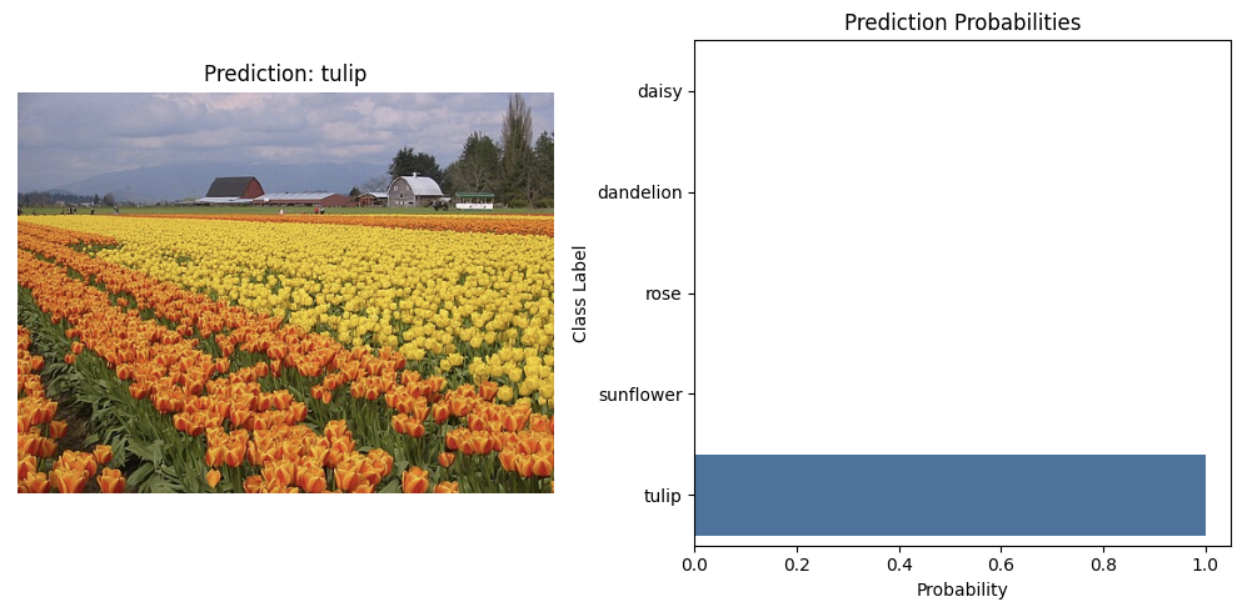 Prediction: tulip
Prediction Probabilities
Class Label
daisy
dandelion
rose
sunflower
tulip
0.0 0.2 0.4 0.6 0.8 1.0
Probability